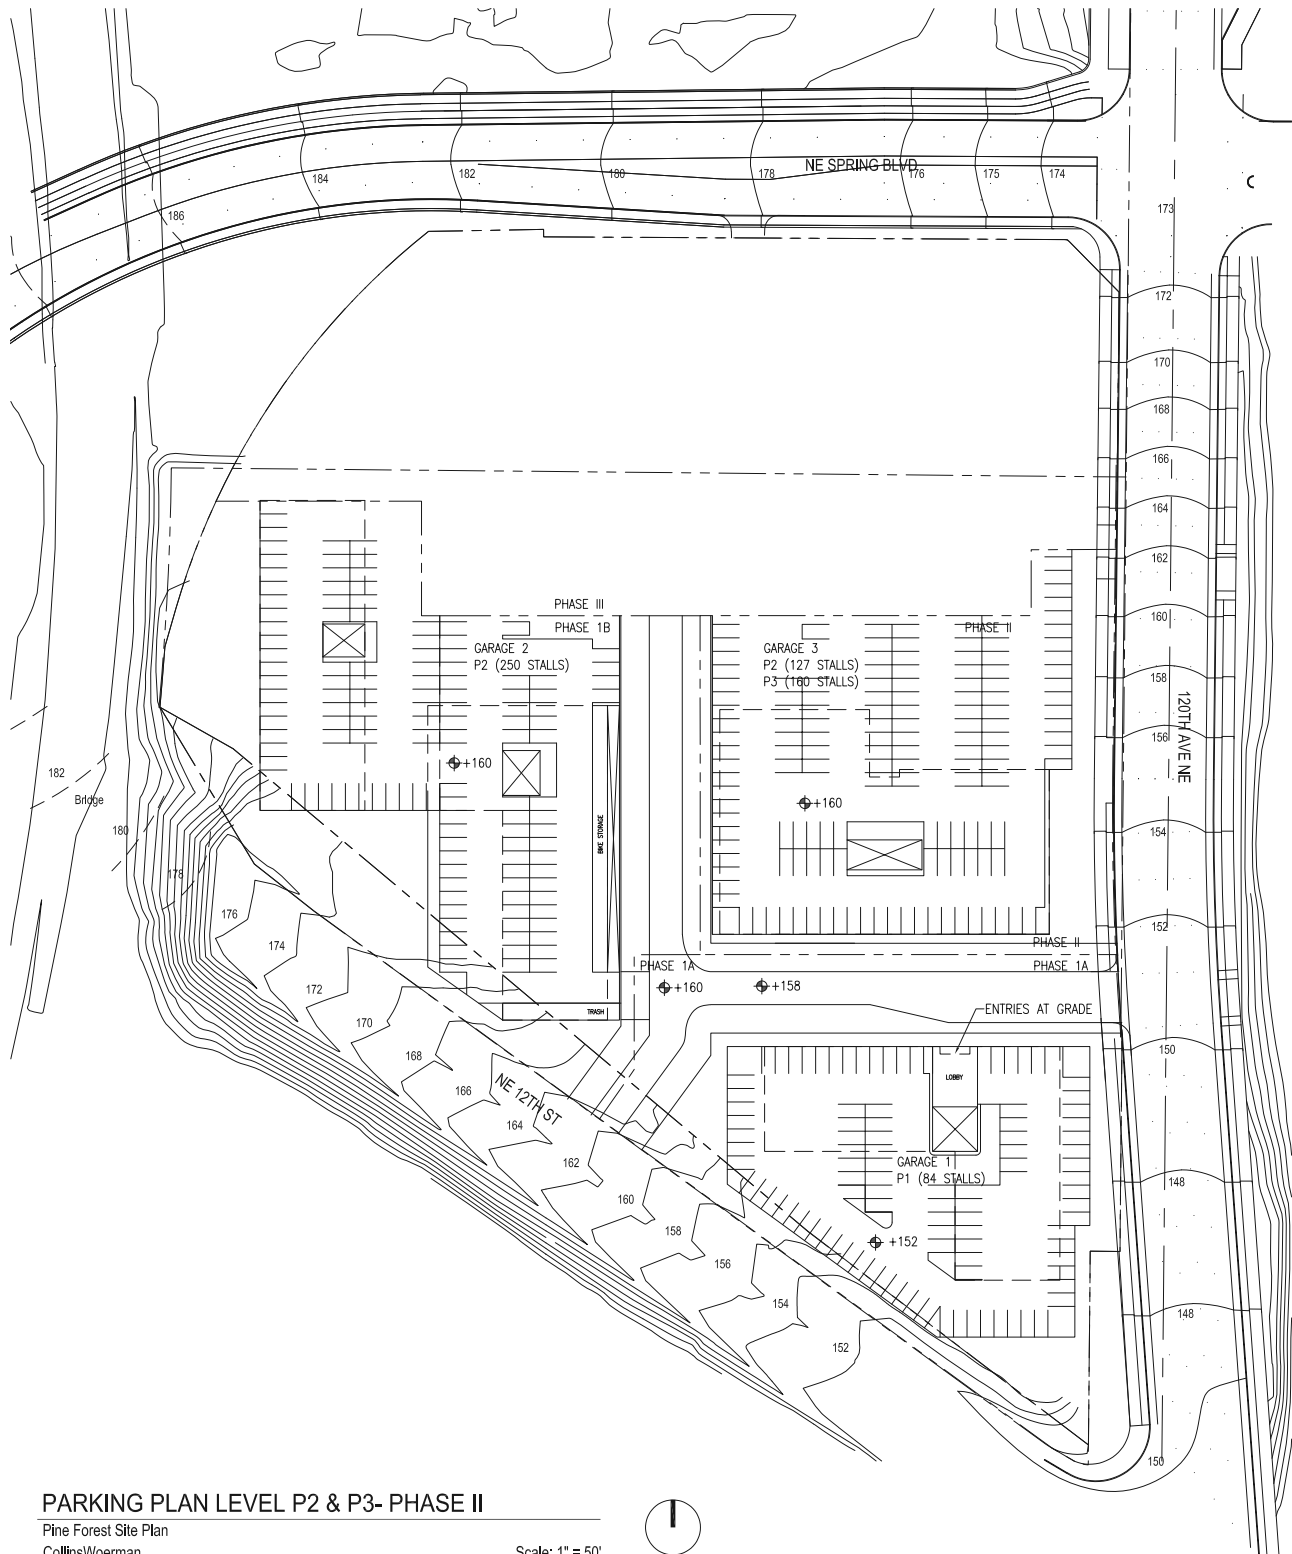 NE SPRING BLVD
184
182
180
178
176
175
174
186
173
172
170
168
166
164
162
160
158
156
154
152
120TH AVE NE
PHASE III
PHASE 1B
PHASE II
GARAGE 2
P2 (250 STALLS)
GARAGE 3
P2 (127 STALLS)
P3 (160 STALLS)
+160
+160
BIKE STORAGE
182
Bridge
180
178
176
174
172
170
168
166
164
162
160
158
156
154
152
NE 12TH ST
PHASE II
PHASE 1A
PHASE 1A
+160
+158
TRASH
ENTRIES AT GRADE
150
LOBBY
GARAGE 1
P1 (84 STALLS)
148
+152
148
150
PARKING PLAN LEVEL P2 & P3- PHASE II
Pine Forest Site Plan
CollinsWoerman
Scale: 1" = 50'